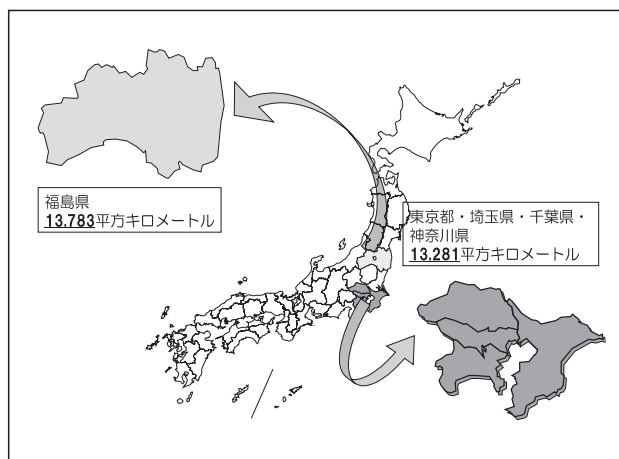 福島県
13.783平方キロメートル
東京都・埼玉県・千葉県・
神奈川県
13.281平方キロメートル